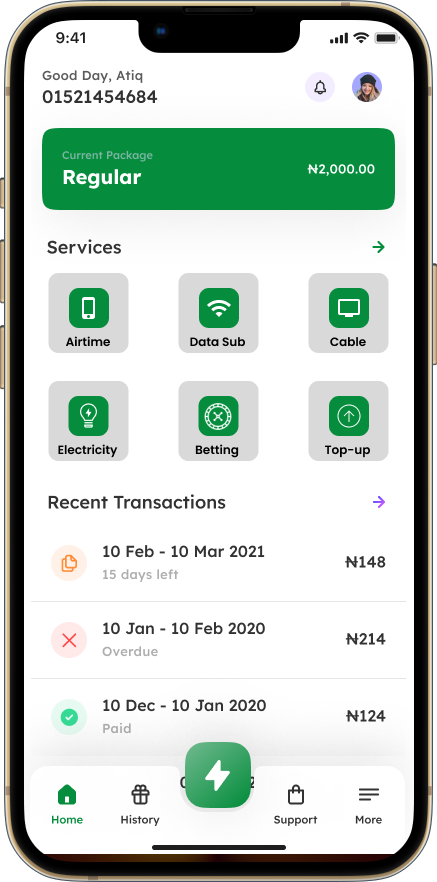 9:41
Good Day, Atiq
01521454684
Current Package
Regular
₦2,000.00
Services
Airtime
Data Sub
Cable
Electricity
Betting
Top-up
Recent Transactions
10 Feb - 10 Mar 2021
₦148
15 days left
10 Jan - 10 Feb 2020
₦214
Overdue
10 Dec - 10 Jan 2020
₦124
Paid
Home
History
Support
More